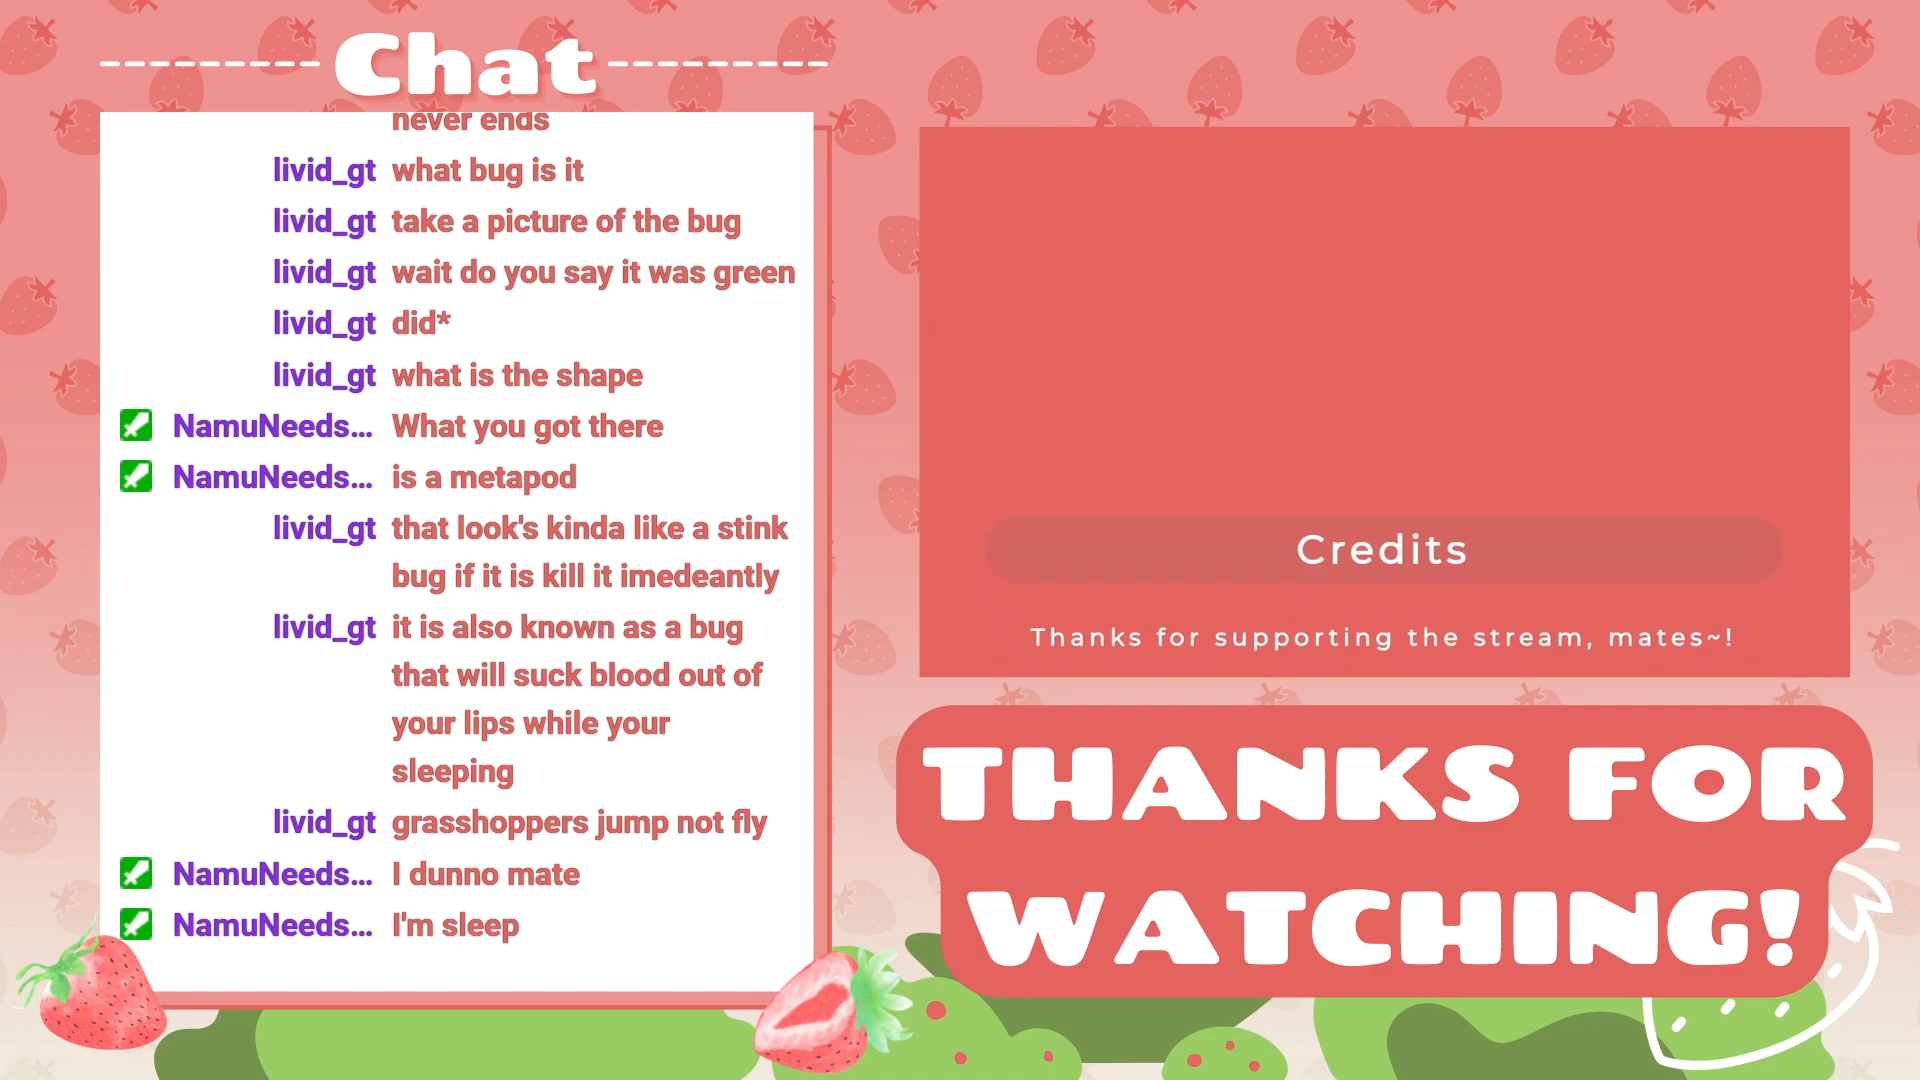 Chat
never ends
livid_gt what bug is it
livid_gt take a picture of the bug
livid_gt wait do you say it was green
livid_gt did*
livid_gt what is the shape
NamuNeeds... What you got there
NamuNeeds... is a metapod
livid_gt that look's kinda like a stink
bug if it is kill it imedeantly
livid_gt it is also known as a bug
that will suck blood out of
your lips while your
sleeping
livid_gt grasshoppers jump not fly
NamuNeeds... I dunno mate
NamuNeeds... I'm sleep
Credits
Thanks for supporting the stream, mates~!
THANKS FOR
WATCHING!